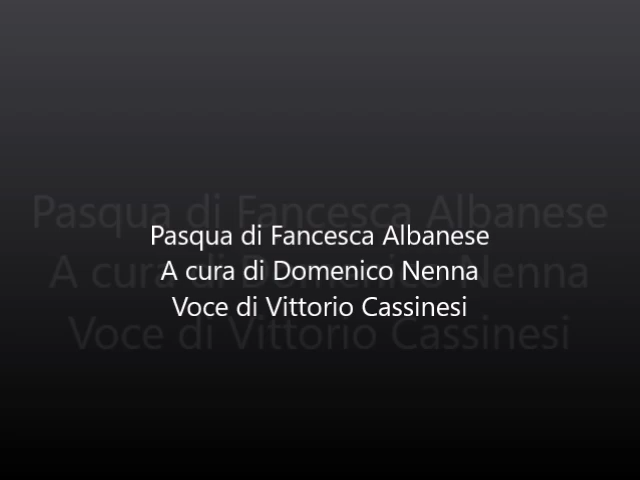 Pasqua di Fancesca Albanese
A cura di Domenico Nenna
Voce di Vittorio Cassinesi